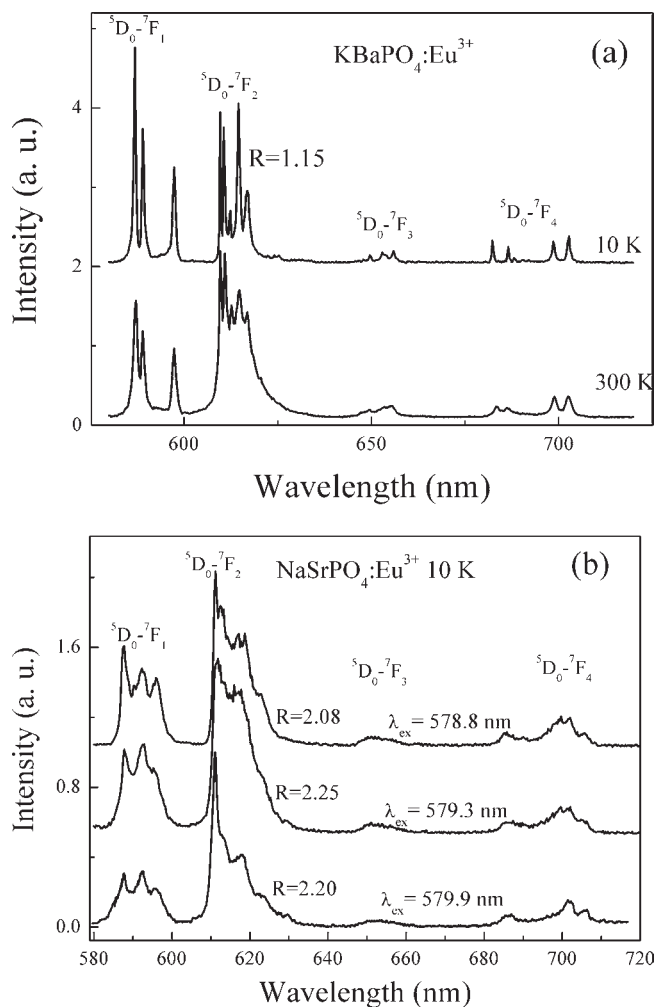 ⁵D₀-⁷F₁
KBaPO₄:Eu³⁺
(a)
⁵D₀-⁷F₂
4
R=1.15
⁵D₀-⁷F₃
⁵D₀-⁷F₄
10 K
2
300 K
0
Intensity (a. u.)
600
650
700
Wavelength (nm)
⁵D₀-⁷F₂
NaSrPO₄:Eu³⁺ 10 K
(b)
⁵D₀-⁷F₁
1.6
⁵D₀-⁷F₃
⁵D₀-⁷F₄
R=2.08
λex = 578.8 nm
0.8
R=2.25
λex = 579.3 nm
R=2.20
λex = 579.9 nm
0.0
Intensity (a. u.)
580
600
620
640
660
680
700
720
Wavelength (nm)